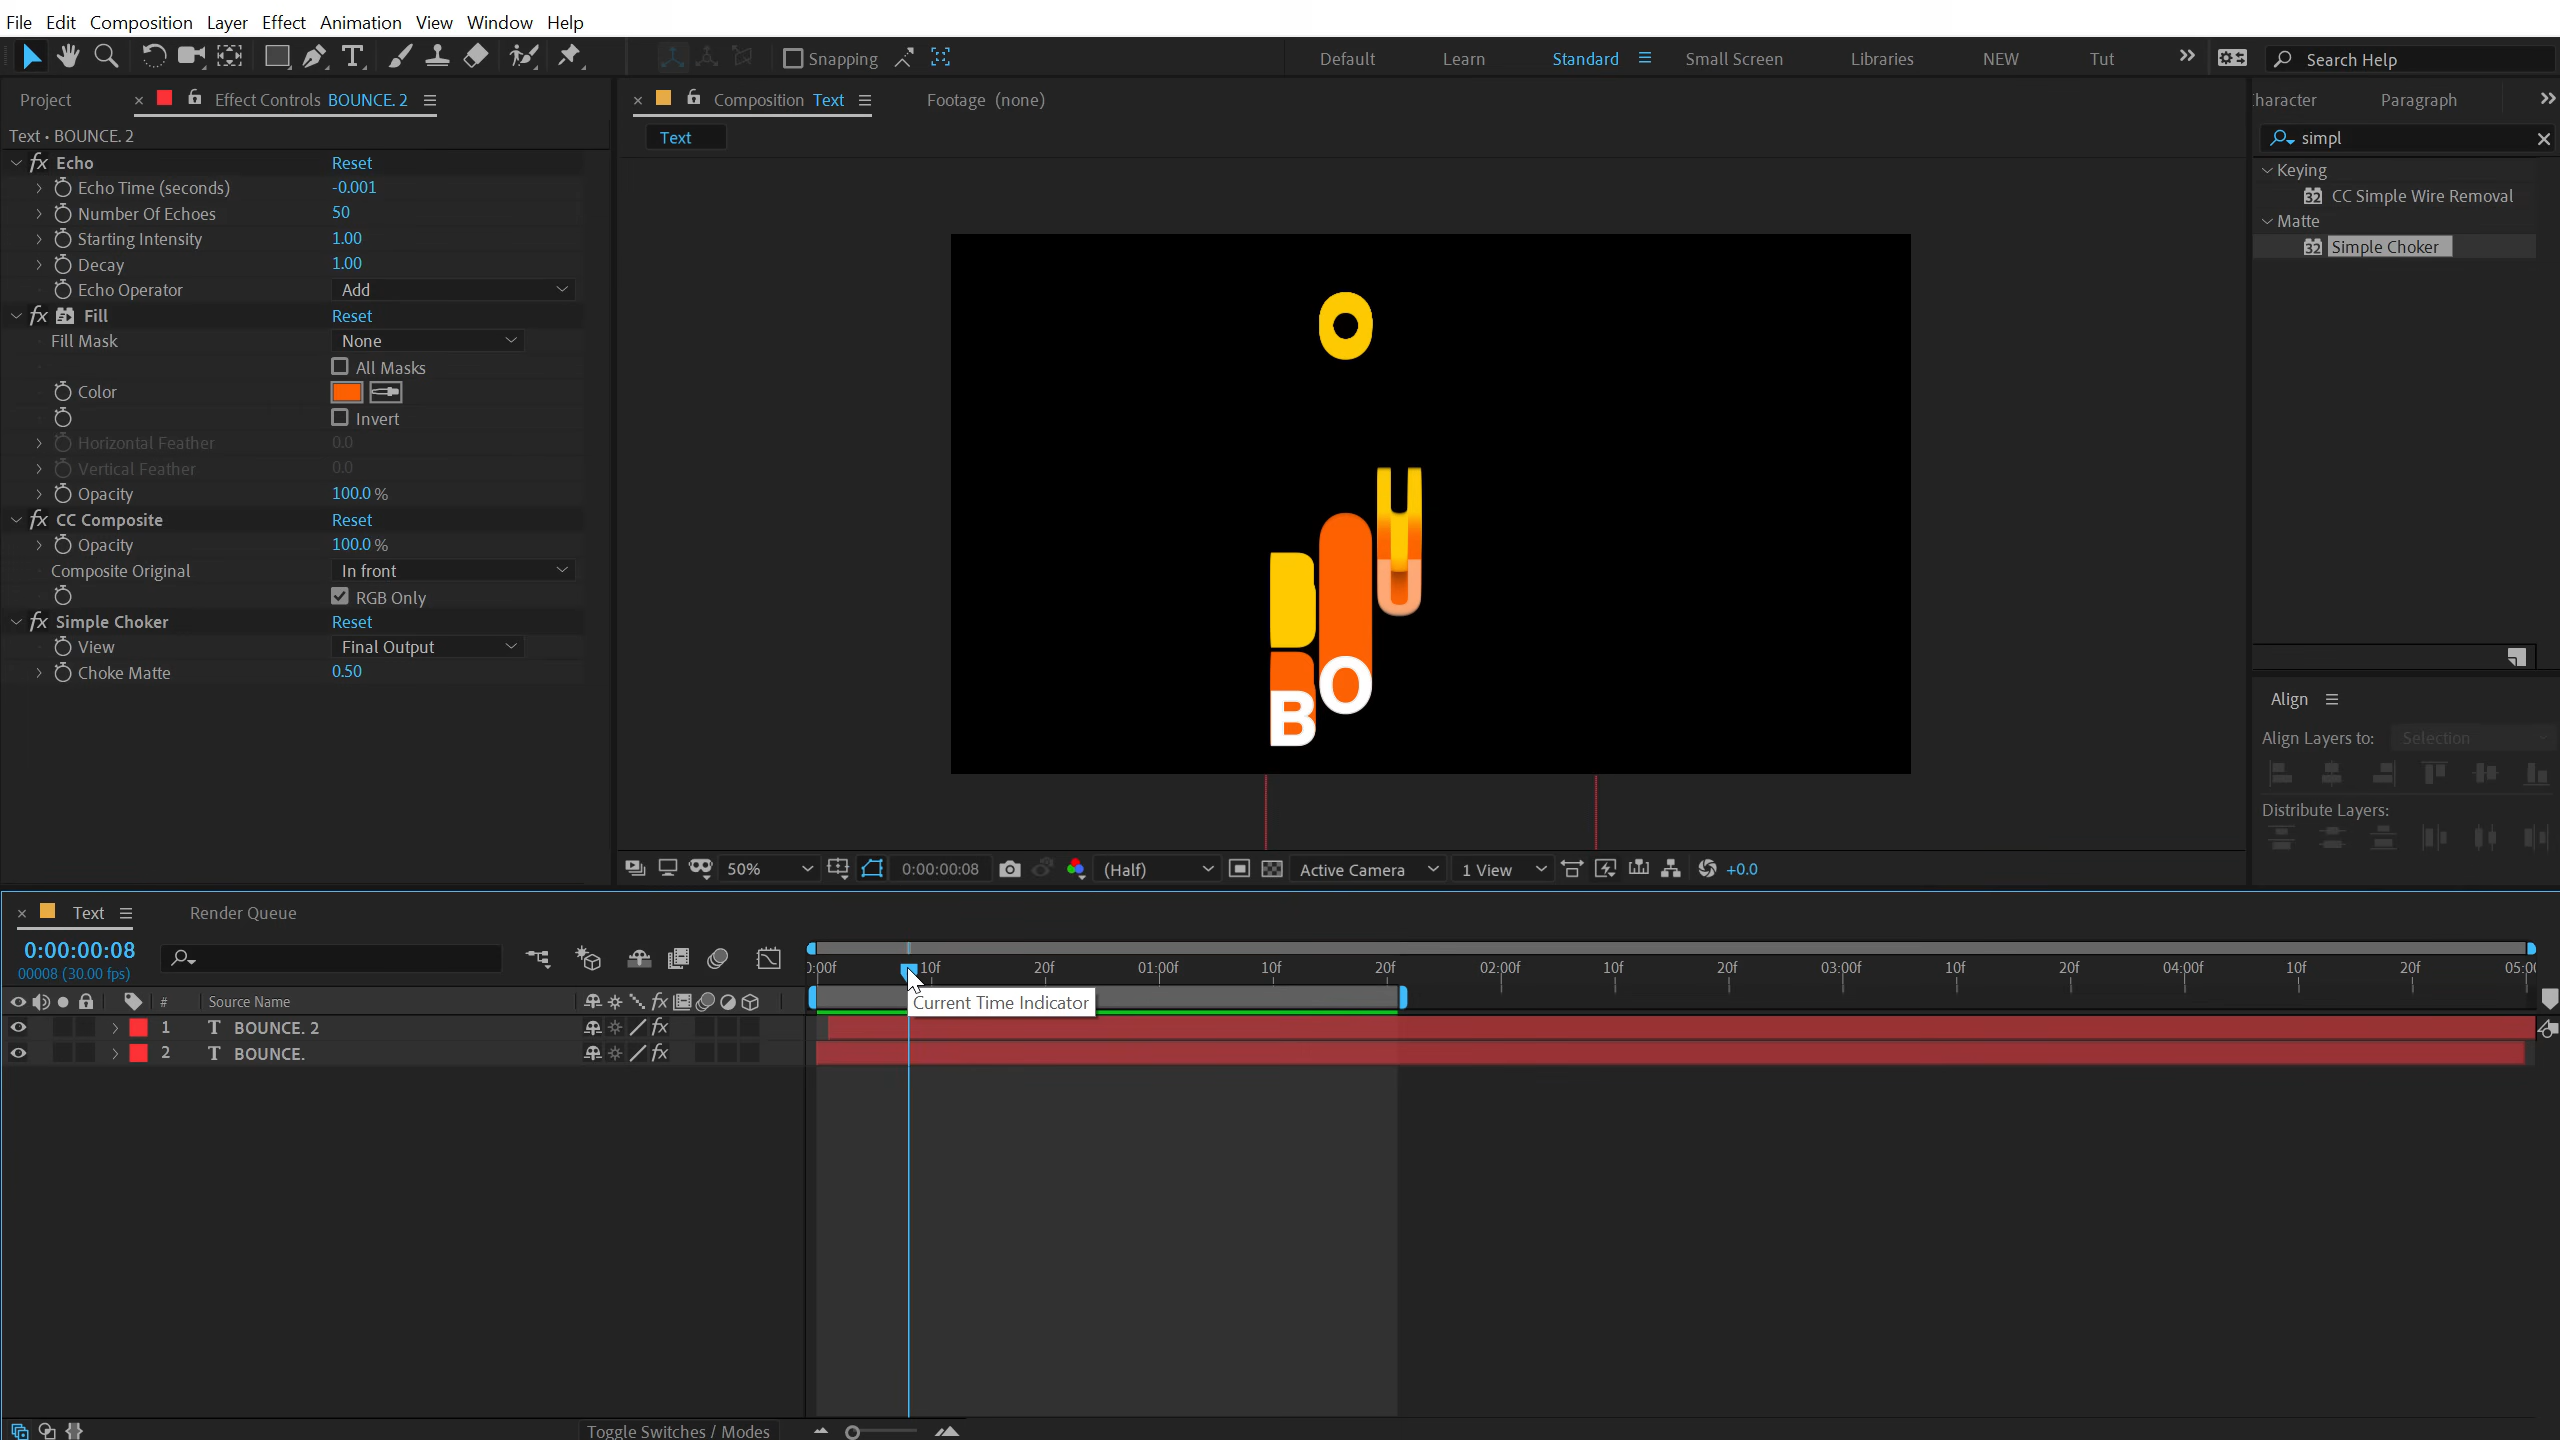 File Edit Composition Layer Effect Animation View Window Help
Snapping Default Learn Standard Small Screen Libraries NEW Tut Search Help
Project Effect Controls BOUNCE. 2 Composition Text Footage (none) haracter Paragraph
Text • BOUNCE. 2
Text
simpl
fx Echo Reset
Echo Time (seconds) -0.001
Number Of Echoes 50
Starting Intensity 1.00
Decay 1.00
Echo Operator Add
fx Fill Reset
Fill Mask None
All Masks
Color
Invert
Horizontal Feather 0.0
Vertical Feather 0.0
Opacity 100.0 %
fx CC Composite Reset
Opacity 100.0 %
Composite Original In front
RGB Only
fx Simple Choker Reset
View Final Output
Choke Matte 0.50
Keying
32 CC Simple Wire Removal
Matte
32 Simple Choker
O
U
O
B
Align
Align Layers to: Selection
Distribute Layers:
50% 0:00:00:08 (Half) Active Camera 1 View +0.0
Text Render Queue
0:00:00:08
00008 (30.00 fps)
0:00f 10f 20f 01:00f 10f 20f 02:00f 10f 20f 03:00f 10f 20f 04:00f 10f 20f 05:00
# Source Name fx
Current Time Indicator
1 T BOUNCE. 2 fx
2 T BOUNCE. fx
Toggle Switches / Modes